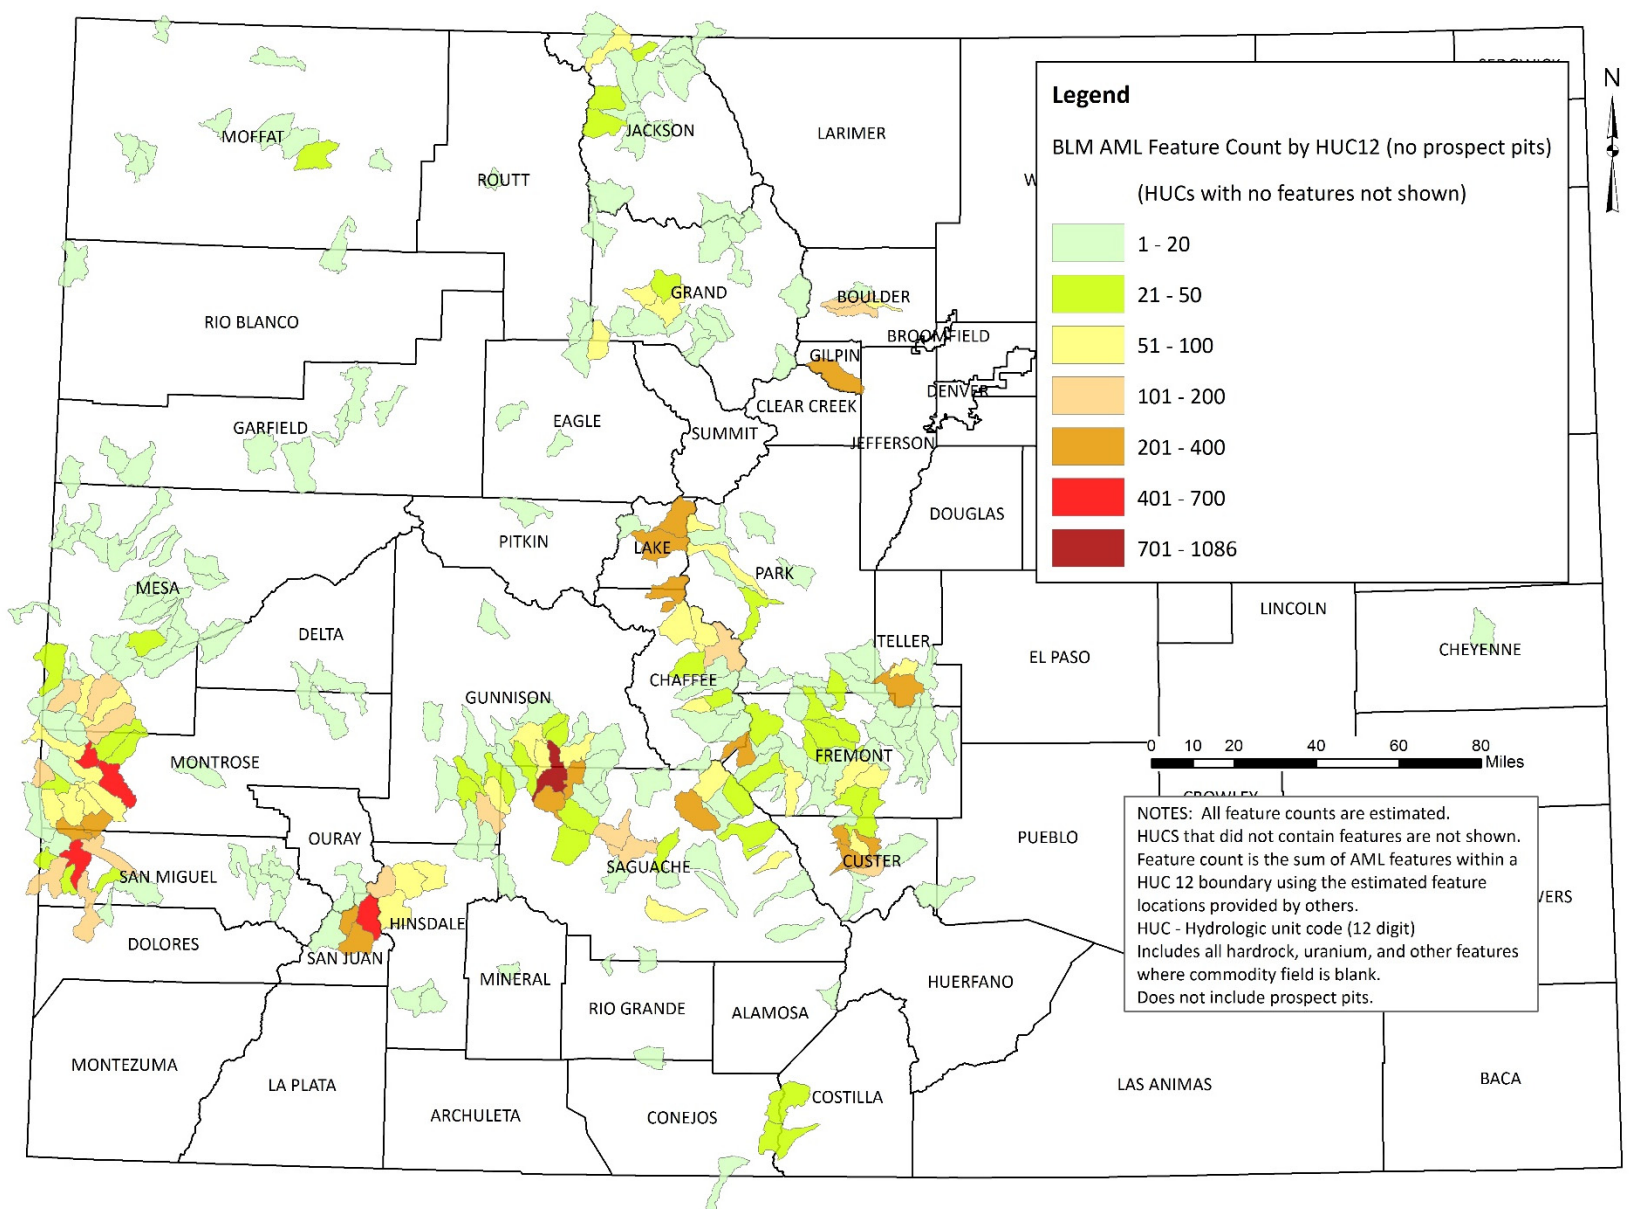 N
Legend
BLM AML Feature Count by HUC12 (no prospect pits)
(HUCs with no features not shown)
1 - 20
21 - 50
51 - 100
101 - 200
201 - 400
401 - 700
701 - 1086
MOFFAT
ROUTT
JACKSON
LARIMER
W
RIO BLANCO
GRAND
BOULDER
BROOMFIELD
GILPIN
DENVER
GARFIELD
EAGLE
CLEAR CREEK
SUMMIT
JEFFERSON
DOUGLAS
PITKIN
LAKE
PARK
MESA
DELTA
TELLER
LINCOLN
EL PASO
CHEYENNE
GUNNISON
CHAFFEE
MONTROSE
FREMONT
0 10 20 40 60 80
Miles
OURAY
PUEBLO
SAGUACHE
CUSTER
SAN MIGUEL
HINSDALE
DOLORES
SAN JUAN
MINERAL
RIO GRANDE
ALAMOSA
HUERFANO
MONTEZUMA
LA PLATA
ARCHULETA
CONEJOS
COSTILLA
LAS ANIMAS
BACA
VERS
NOTES: All feature counts are estimated.
HUCS that did not contain features are not shown.
Feature count is the sum of AML features within a
HUC 12 boundary using the estimated feature
locations provided by others.
HUC - Hydrologic unit code (12 digit)
Includes all hardrock, uranium, and other features
where commodity field is blank.
Does not include prospect pits.